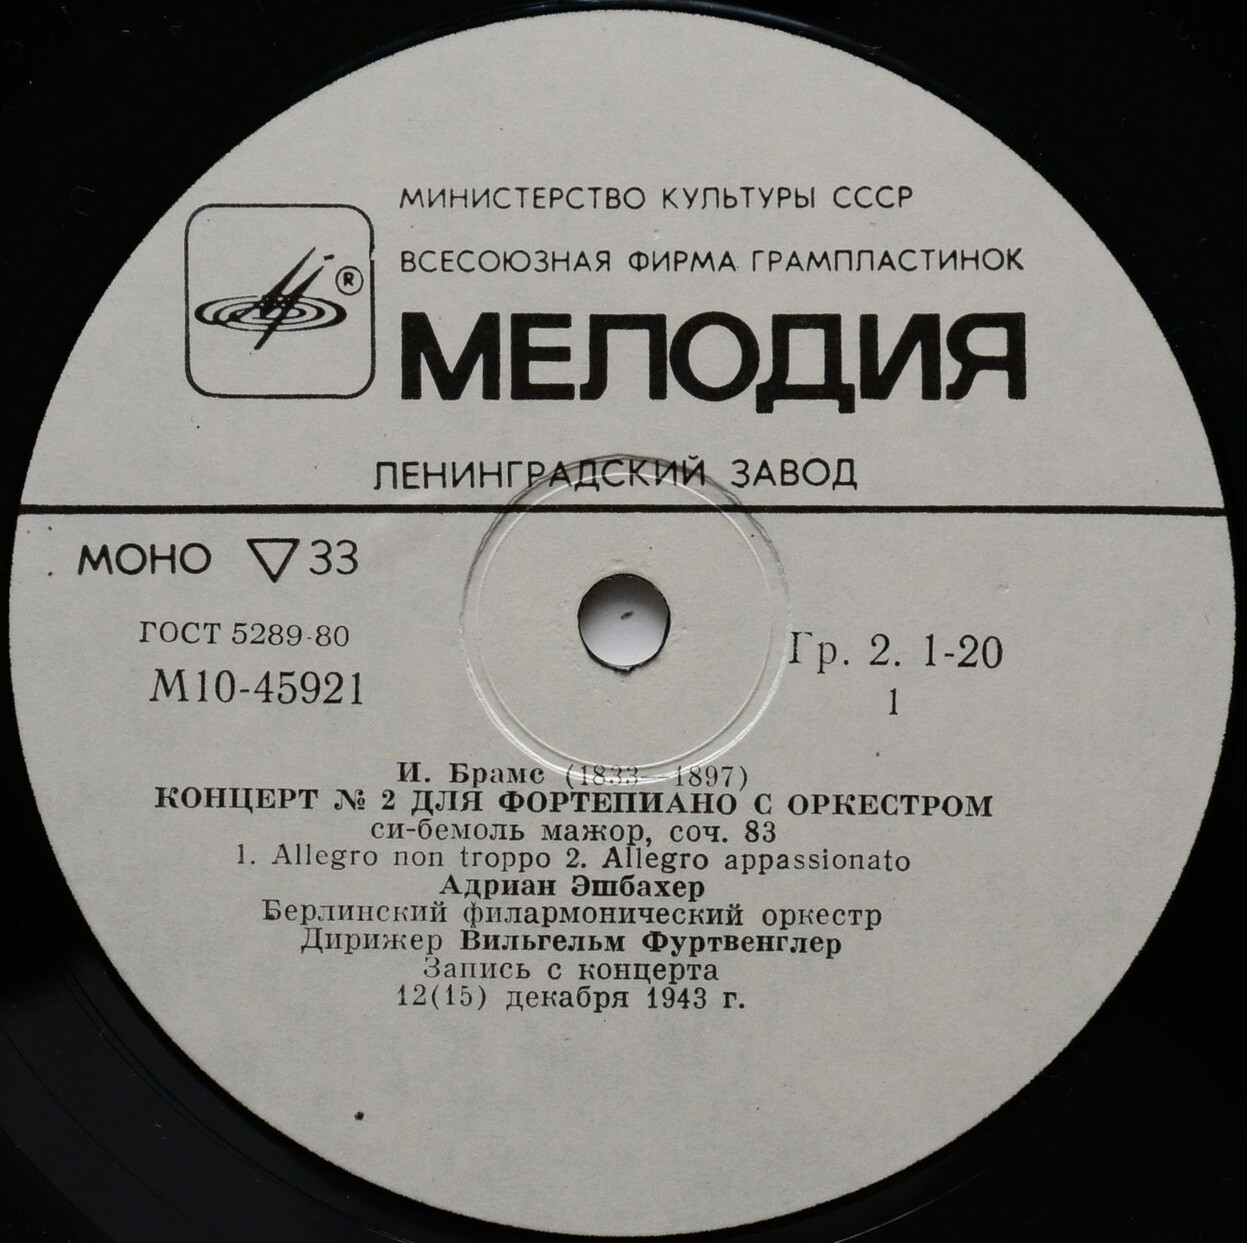 МИНИСТЕРСТВО КУЛЬТУРЫ СССР
ВСЕСОЮЗНАЯ ФИРМА ГРАМПЛАСТИНОК
®
МЕЛОДИЯ
ЛЕНИНГРАДСКИЙ ЗАВОД
МОНО ▽ 33
ГОСТ 5289-80
М10-45921
Гр. 2. 1-20
1
И. Брамс (1833—1897)
КОНЦЕРТ № 2 ДЛЯ ФОРТЕПИАНО С ОРКЕСТРОМ
си-бемоль мажор, соч. 83
1. Allegro non troppo 2. Allegro appassionato
Адриан Эшбахер
Берлинский филармонический оркестр
Дирижер Вильгельм Фуртвенглер
Запись с концерта
12(15) декабря 1943 г.